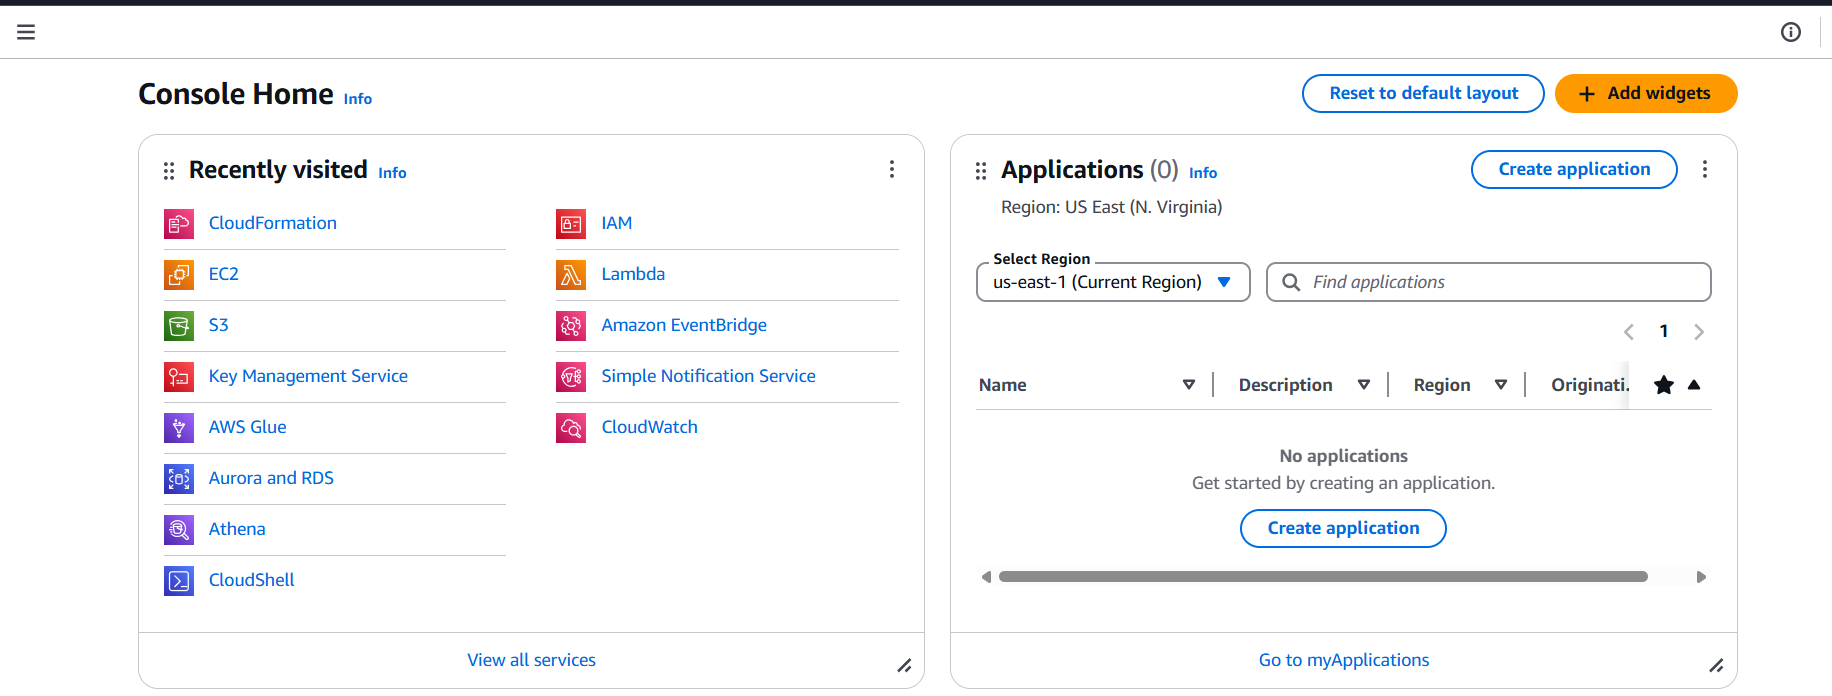 Console Home Info
Reset to default layout
Add widgets
Recently visited Info
CloudFormation
EC2
S3
Key Management Service
AWS Glue
Aurora and RDS
Athena
CloudShell
IAM
Lambda
Amazon EventBridge
Simple Notification Service
CloudWatch
View all services
Applications (0) Info
Create application
Region: US East (N. Virginia)
Select Region
us-east-1 (Current Region)
Find applications
1
Name Description Region Originati.
No applications
Get started by creating an application.
Create application
Go to myApplications